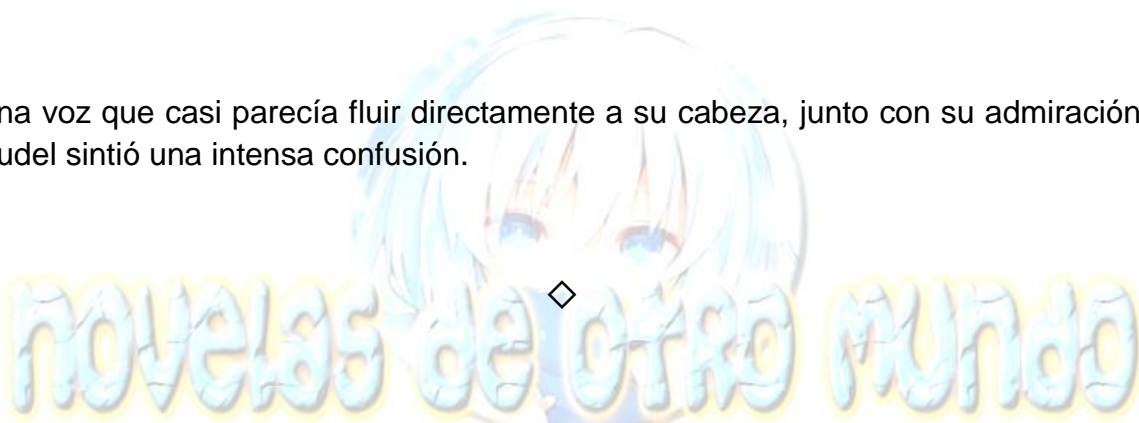 na voz que casi parecía fluir directamente a su cabeza, junto con su admiración
udel sintió una intensa confusión.
◇
novelas de otro mundo